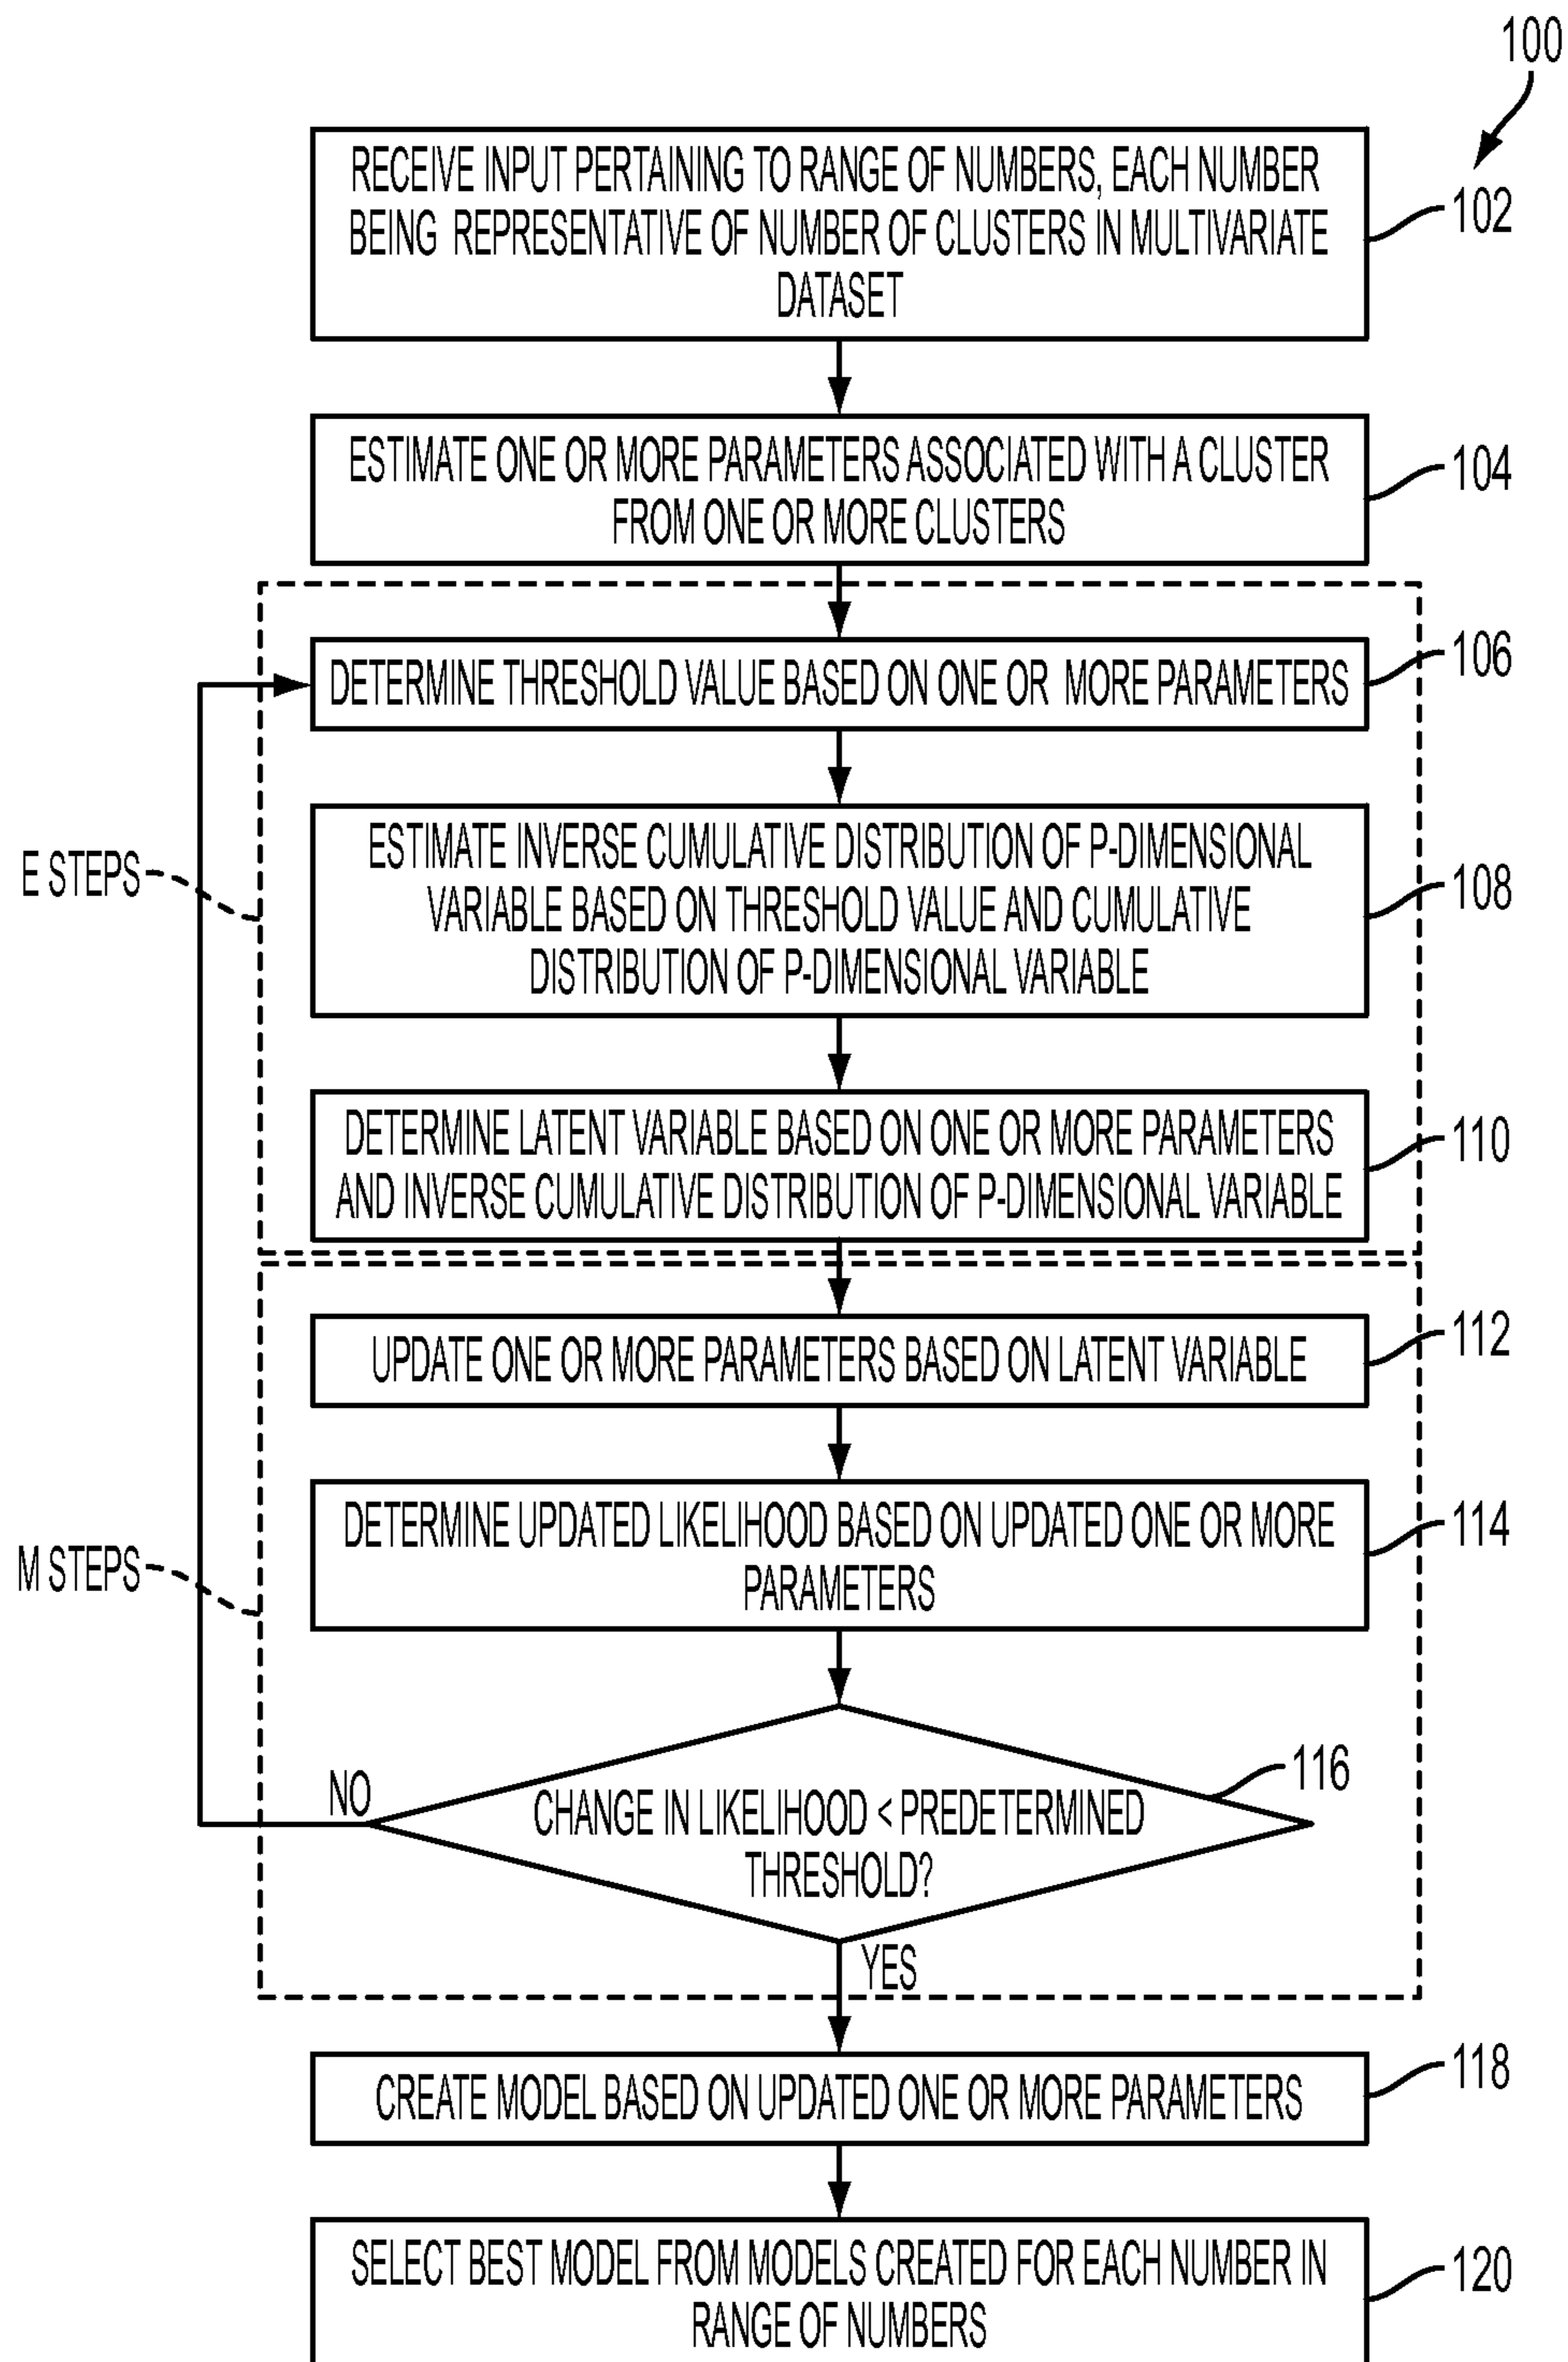 100
RECEIVE INPUT PERTAINING TO RANGE OF NUMBERS, EACH NUMBER
BEING REPRESENTATIVE OF NUMBER OF CLUSTERS IN MULTIVARIATE
DATASET
102
ESTIMATE ONE OR MORE PARAMETERS ASSOCIATED WITH A CLUSTER
FROM ONE OR MORE CLUSTERS
104
DETERMINE THRESHOLD VALUE BASED ON ONE OR MORE PARAMETERS
106
E STEPS
ESTIMATE INVERSE CUMULATIVE DISTRIBUTION OF P-DIMENSIONAL
VARIABLE BASED ON THRESHOLD VALUE AND CUMULATIVE
DISTRIBUTION OF P-DIMENSIONAL VARIABLE
108
DETERMINE LATENT VARIABLE BASED ON ONE OR MORE PARAMETERS
AND INVERSE CUMULATIVE DISTRIBUTION OF P-DIMENSIONAL VARIABLE
110
UPDATE ONE OR MORE PARAMETERS BASED ON LATENT VARIABLE
112
DETERMINE UPDATED LIKELIHOOD BASED ON UPDATED ONE OR MORE
PARAMETERS
114
M STEPS
CHANGE IN LIKELIHOOD < PREDETERMINED
THRESHOLD?
116
NO
YES
CREATE MODEL BASED ON UPDATED ONE OR MORE PARAMETERS
118
SELECT BEST MODEL FROM MODELS CREATED FOR EACH NUMBER IN
RANGE OF NUMBERS
120